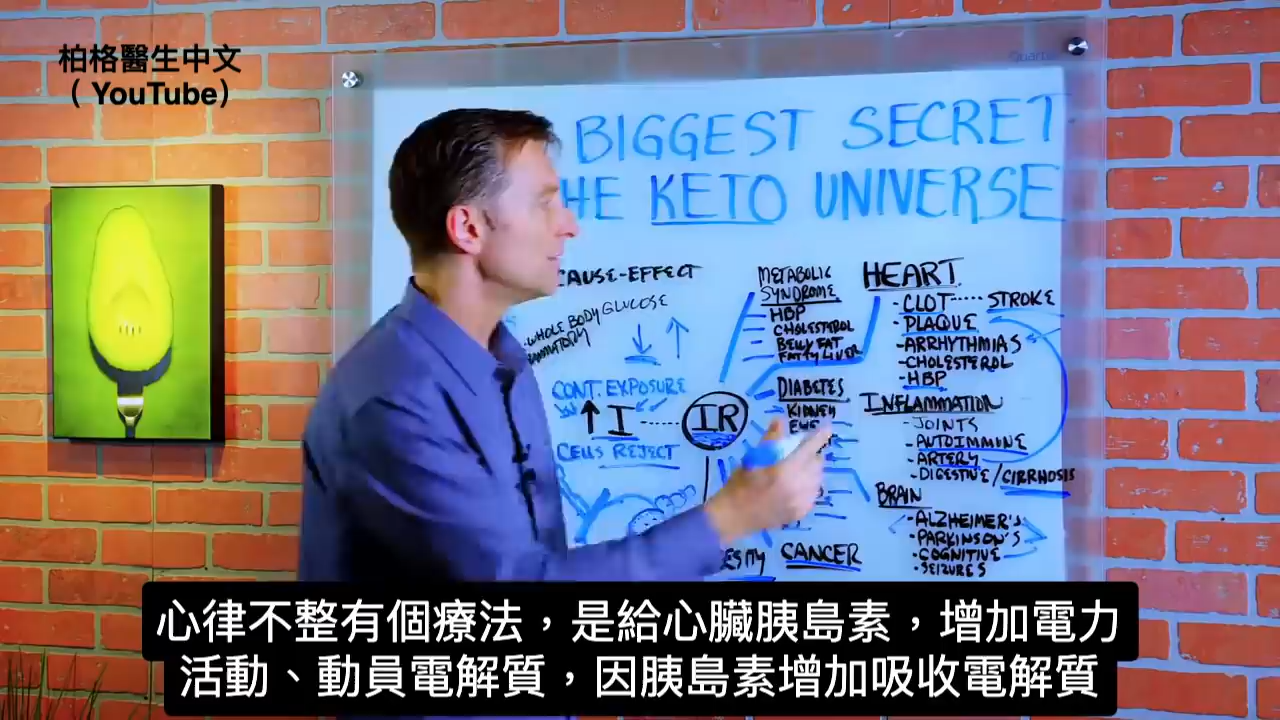 柏格醫生中文
（ YouTube）
BIGGEST SECRET
HE KETO UNIVERSE
CAUSE-EFFECT
WHOLE BODY GLUCOSE
CONT. EXPOSURE
↑ I
CELLS REJECT
IR
METABOLIC
SYNDROME
HBP
CHOLESTEROL
BELLY FAT
FATTY LIVER
DIABETES
KIDNEY
EYE
CANCER
HEART
- CLOT ..... STROKE
- PLAQUE
- ARRHYTHMIAS
- CHOLESTEROL
- HBP
INFLAMMATION
- JOINTS
- AUTOIMMINE
- ARTERY
- DIGESTIVE / CIRRHOSIS
BRAIN
- ALZHEIMER'S
- PARKINSON'S
- COGNITIVE
- SEIZURES
心律不整有個療法，是給心臟胰島素，增加電力
活動、動員電解質，因胰島素增加吸收電解質